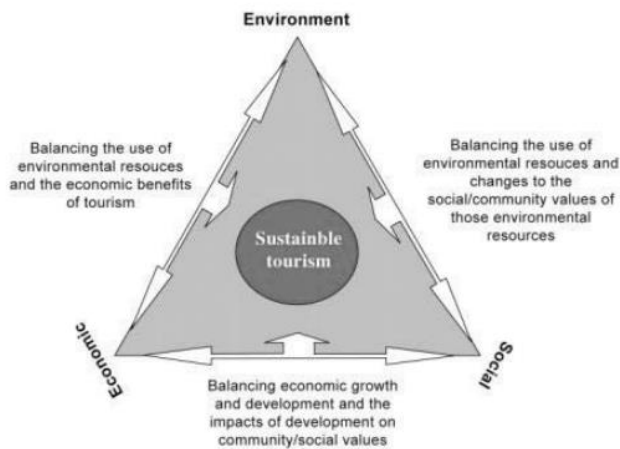 Environment
Balancing the use of
environmental resouces
and the economic benefits
of tourism
Balancing the use of
environmental resouces and
changes to the
social/community values of
those environmental
resources
Sustainble
tourism
Economic
Social
Balancing economic growth
and development and the
impacts of development on
community/social values